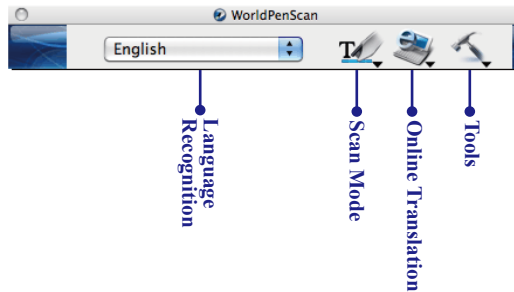 WorldPenScan
English
T
Language
Recognition
Scan Mode
Online Translation
Tools